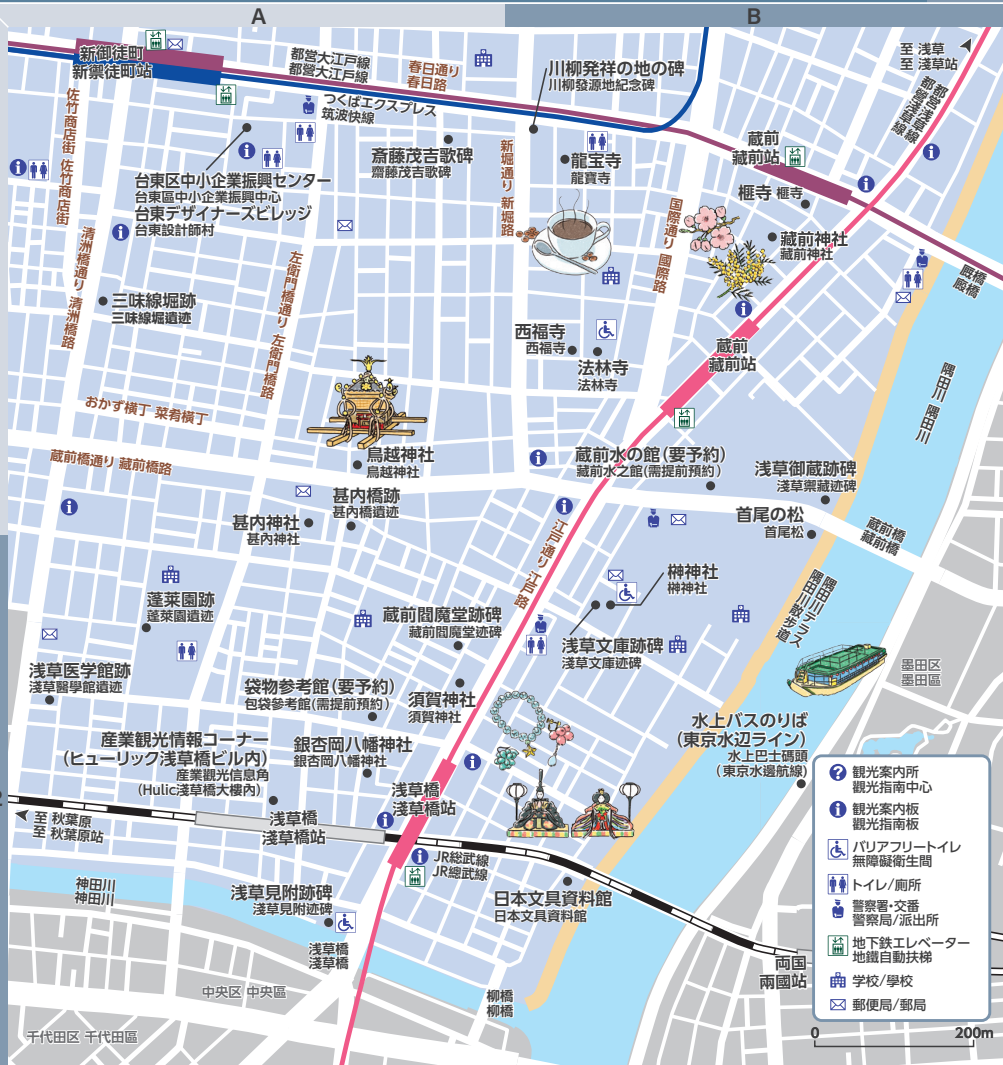 A
B
新御徒町
新禦徒町站
都営大江戸線
都營大江戸線
春日通り
春日路
川柳発祥の地の碑
川柳發源地紀念碑
至 浅草
至 淺草站
都営浅草線
都營淺草線
佐竹商店街 佐竹商店街
つくばエクスプレス
筑波快線
斎藤茂吉歌碑
齋藤茂吉歌碑
新堀通り 新堀路
龍宝寺
龍寶寺
蔵前
藏前站
台東区中小企業振興センター
台東區中小企業振興中心
台東デザイナーズビレッジ
台東設計師村
国際通り 國際路
榧寺 榧寺
蔵前神社
藏前神社
清洲橋通り 清洲橋路
左衛門橋通り 左衛門橋路
厩橋
廄橋
三味線堀跡
三味線堀遺迹
西福寺
西福寺
法林寺
法林寺
蔵前
藏前站
隅田川 隅田川
おかず横丁 菜肴横丁
鳥越神社
鳥越神社
蔵前橋通り 藏前橋路
蔵前水の館(要予約)
藏前水之館(需提前預約)
浅草御蔵跡碑
淺草禦藏迹碑
甚内橋跡
甚內橋遺迹
甚内神社
甚內神社
首尾の松
首尾松
蔵前橋
藏前橋
江戸通り 江戸路
榊神社
榊神社
蓬莱園跡
蓬萊園遺迹
蔵前閻魔堂跡碑
藏前閻魔堂迹碑
浅草文庫跡碑
淺草文庫迹碑
隅田川テラス
隅田川散步道
墨田区
墨田區
浅草医学館跡
淺草醫學館遺迹
袋物参考館(要予約)
包袋參考館(需提前預約)
須賀神社
須賀神社
水上バスのりば
(東京水辺ライン)
水上巴士碼頭
(東京水邊航線)
産業観光情報コーナー
(ヒューリック浅草橋ビル内)
産業觀光信息角
(Hulic淺草橋大樓內)
銀杏岡八幡神社
銀杏岡八幡神社
浅草橋
淺草橋站
至 秋葉原
至 秋葉原站
浅草橋
淺草橋站
JR総武線
JR總武線
神田川
神田川
浅草見附跡碑
淺草見附迹碑
日本文具資料館
日本文具資料館
浅草橋
淺草橋
中央区 中央區
柳橋
柳橋
両国
兩國站
千代田区 千代田區
観光案内所
觀光指南中心
観光案内板
觀光指南板
バリアフリートイレ
無障礙衛生間
トイレ/廁所
警察署・交番
警察局/派出所
地下鉄エレベーター
地鐵自動扶梯
学校/學校
郵便局/郵局
0
200m